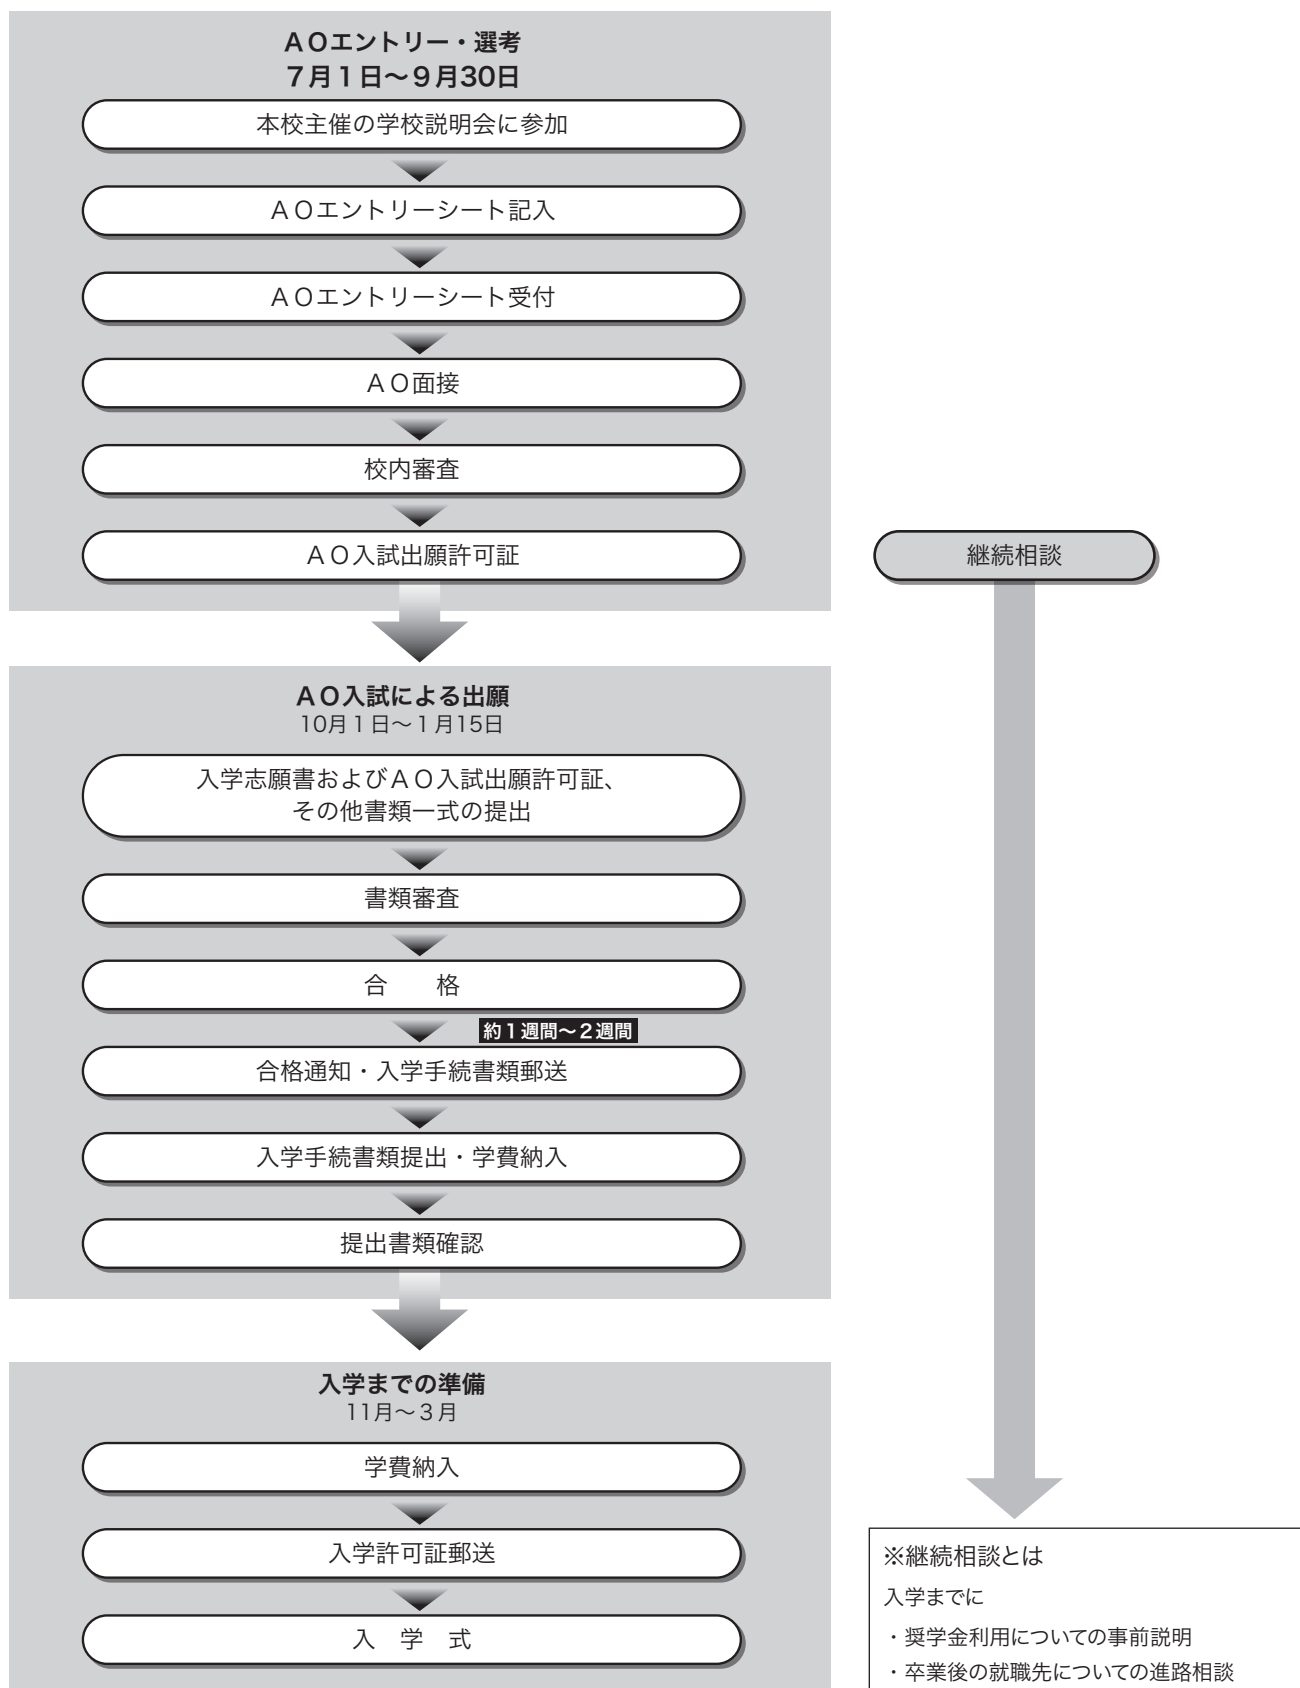 AOエントリー・選考
7月1日〜9月30日
本校主催の学校説明会に参加
AOエントリーシート記入
AOエントリーシート受付
AO面接
校内審査
AO入試出願許可証
継続相談
AO入試による出願
10月1日〜1月15日
入学志願書およびAO入試出願許可証、
その他書類一式の提出
書類審査
合　格
約1週間〜2週間
合格通知・入学手続書類郵送
入学手続書類提出・学費納入
提出書類確認
入学までの準備
11月〜3月
学費納入
入学許可証郵送
入　学　式
※継続相談とは
入学までに
・奨学金利用についての事前説明
・卒業後の就職先についての進路相談